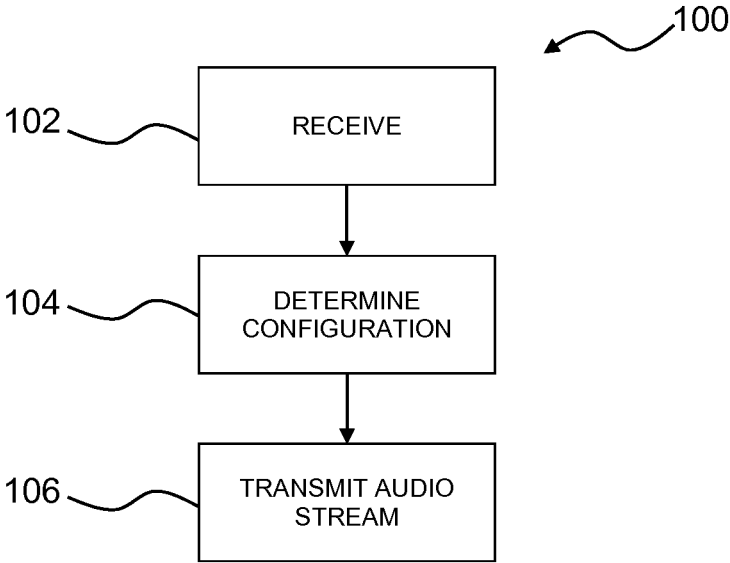 100
102
RECEIVE
104
DETERMINE
CONFIGURATION
106
TRANSMIT AUDIO
STREAM